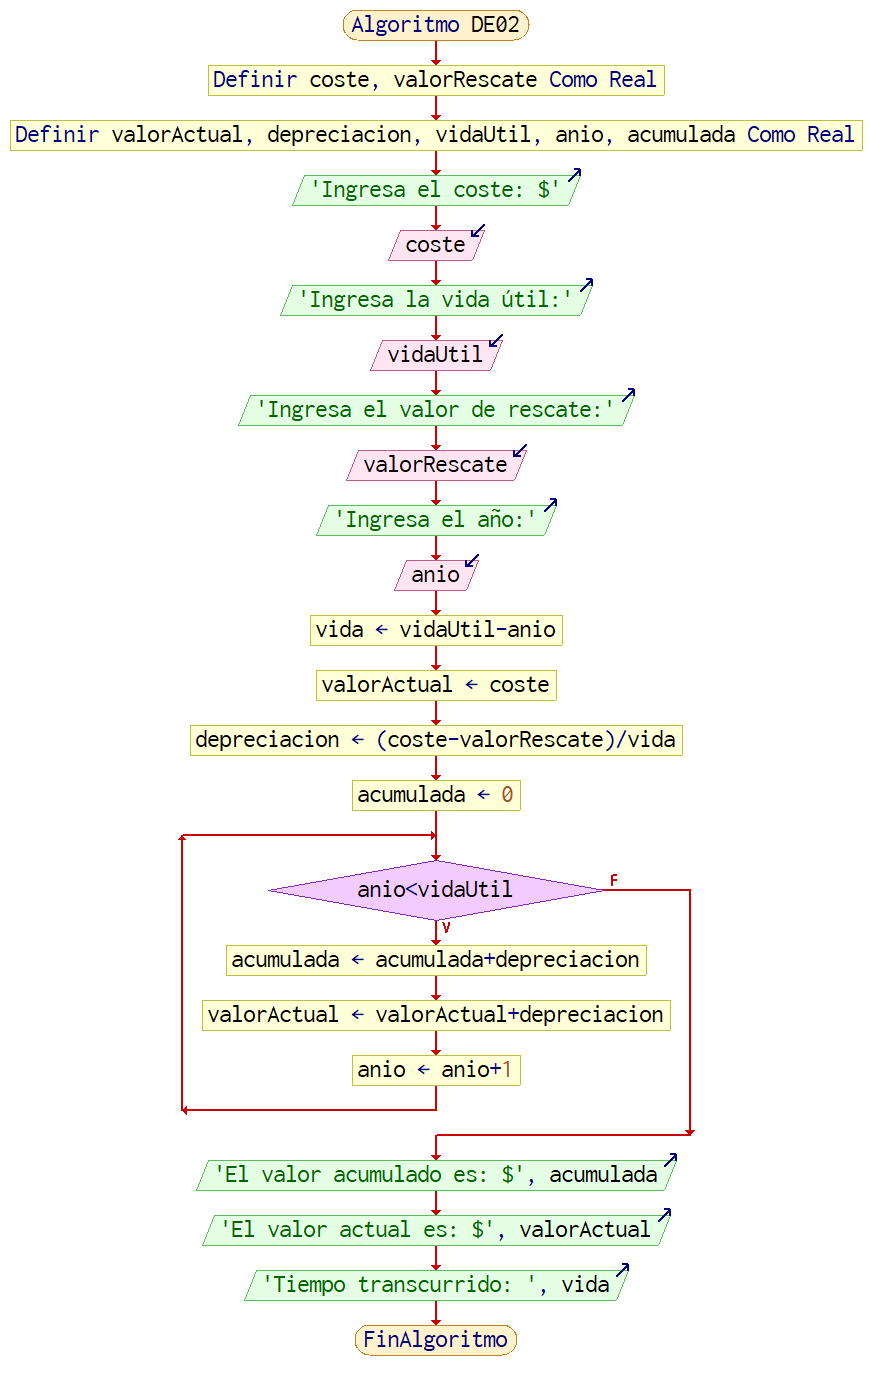 Algoritmo DE02
Definir coste, valorRescate Como Real
Definir valorActual, depreciacion, vidaUtil, anio, acumulada Como Real
'Ingresa el coste: $'
coste
'Ingresa la vida útil:'
vidaUtil
'Ingresa el valor de rescate:'
valorRescate
'Ingresa el año:'
anio
vida ← vidaUtil-anio
valorActual ← coste
depreciacion ← (coste-valorRescate)/vida
acumulada ← 0
anio<vidaUtil
F
V
acumulada ← acumulada+depreciacion
valorActual ← valorActual+depreciacion
anio ← anio+1
'El valor acumulado es: $', acumulada
'El valor actual es: $', valorActual
'Tiempo transcurrido: ', vida
FinAlgoritmo